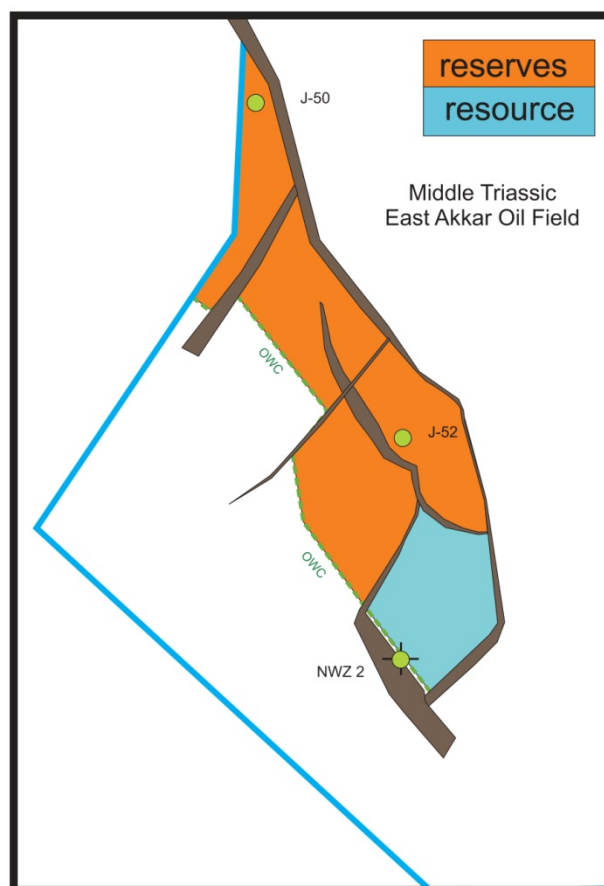 reserves
resource
J-50
Middle Triassic
East Akkar Oil Field
OWC
J-52
OWC
NWZ 2